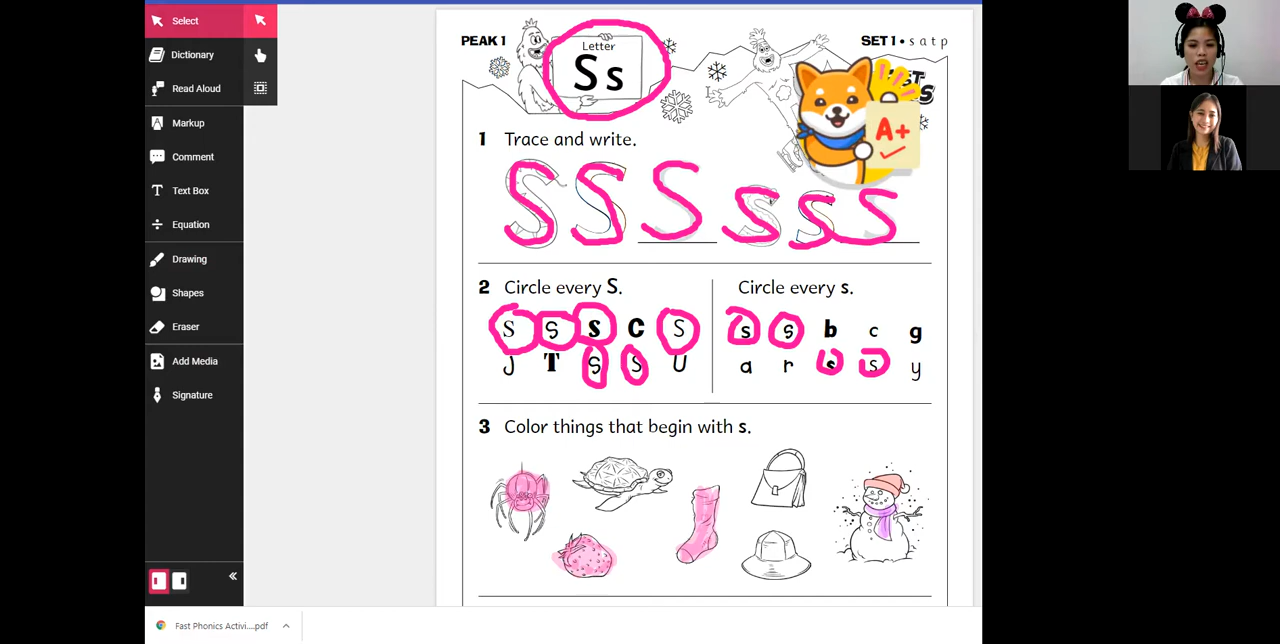 Select
Dictionary
Read Aloud
Markup
Comment
Text Box
Equation
Drawing
Shapes
Eraser
Add Media
Signature
Fast Phonics Activi....pdf
PEAK 1
Letter
S s
SET 1 • s a t p
A+
1 Trace and write.
S S S s s s
2 Circle every S.
S S S C S
J T S S U
Circle every s.
s s b c g
a r s s y
3 Color things that begin with s.